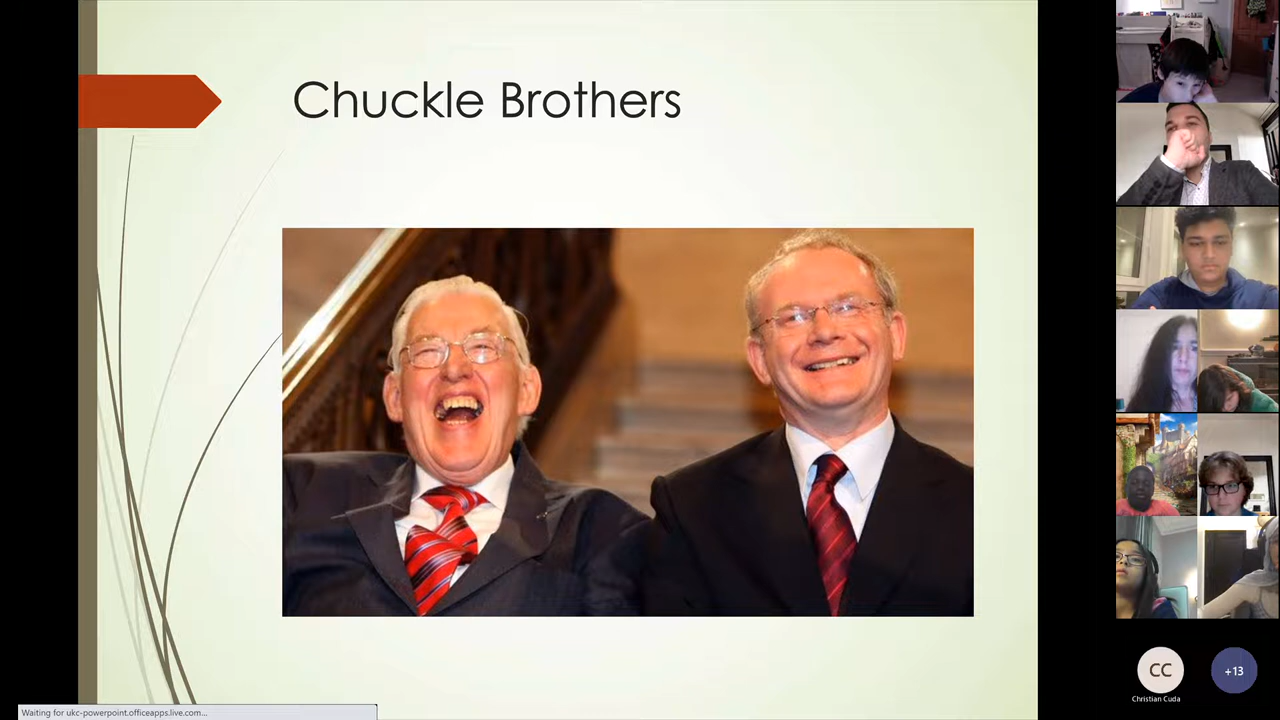 Chuckle Brothers
CC
+13
Christian Cuda
Waiting for ukc-powerpoint.officeapps.live.com...